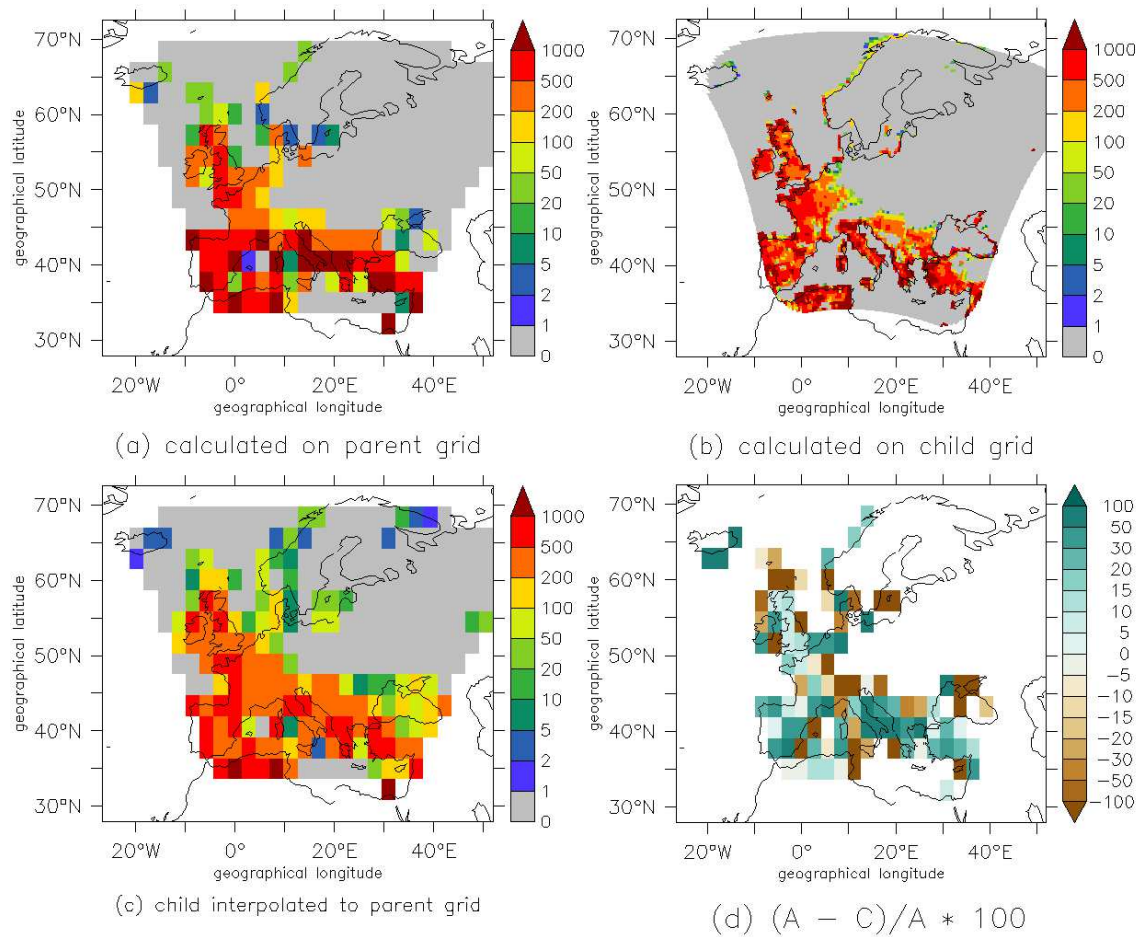 70°N
60°N
50°N
40°N
30°N
geographical latitude
20°W 0° 20°E 40°E
geographical longitude
1000
500
200
100
50
20
10
5
2
1
0
(a) calculated on parent grid
70°N
60°N
50°N
40°N
30°N
geographical latitude
20°W 0° 20°E 40°E
geographical longitude
1000
500
200
100
50
20
10
5
2
1
0
(b) calculated on child grid
70°N
60°N
50°N
40°N
30°N
geographical latitude
20°W 0° 20°E 40°E
geographical longitude
1000
500
200
100
50
20
10
5
2
1
0
(c) child interpolated to parent grid
70°N
60°N
50°N
40°N
30°N
geographical latitude
20°W 0° 20°E 40°E
geographical longitude
100
50
30
20
15
10
5
0
−5
−10
−15
−20
−30
−50
−100
(d) (A − C)/A * 100